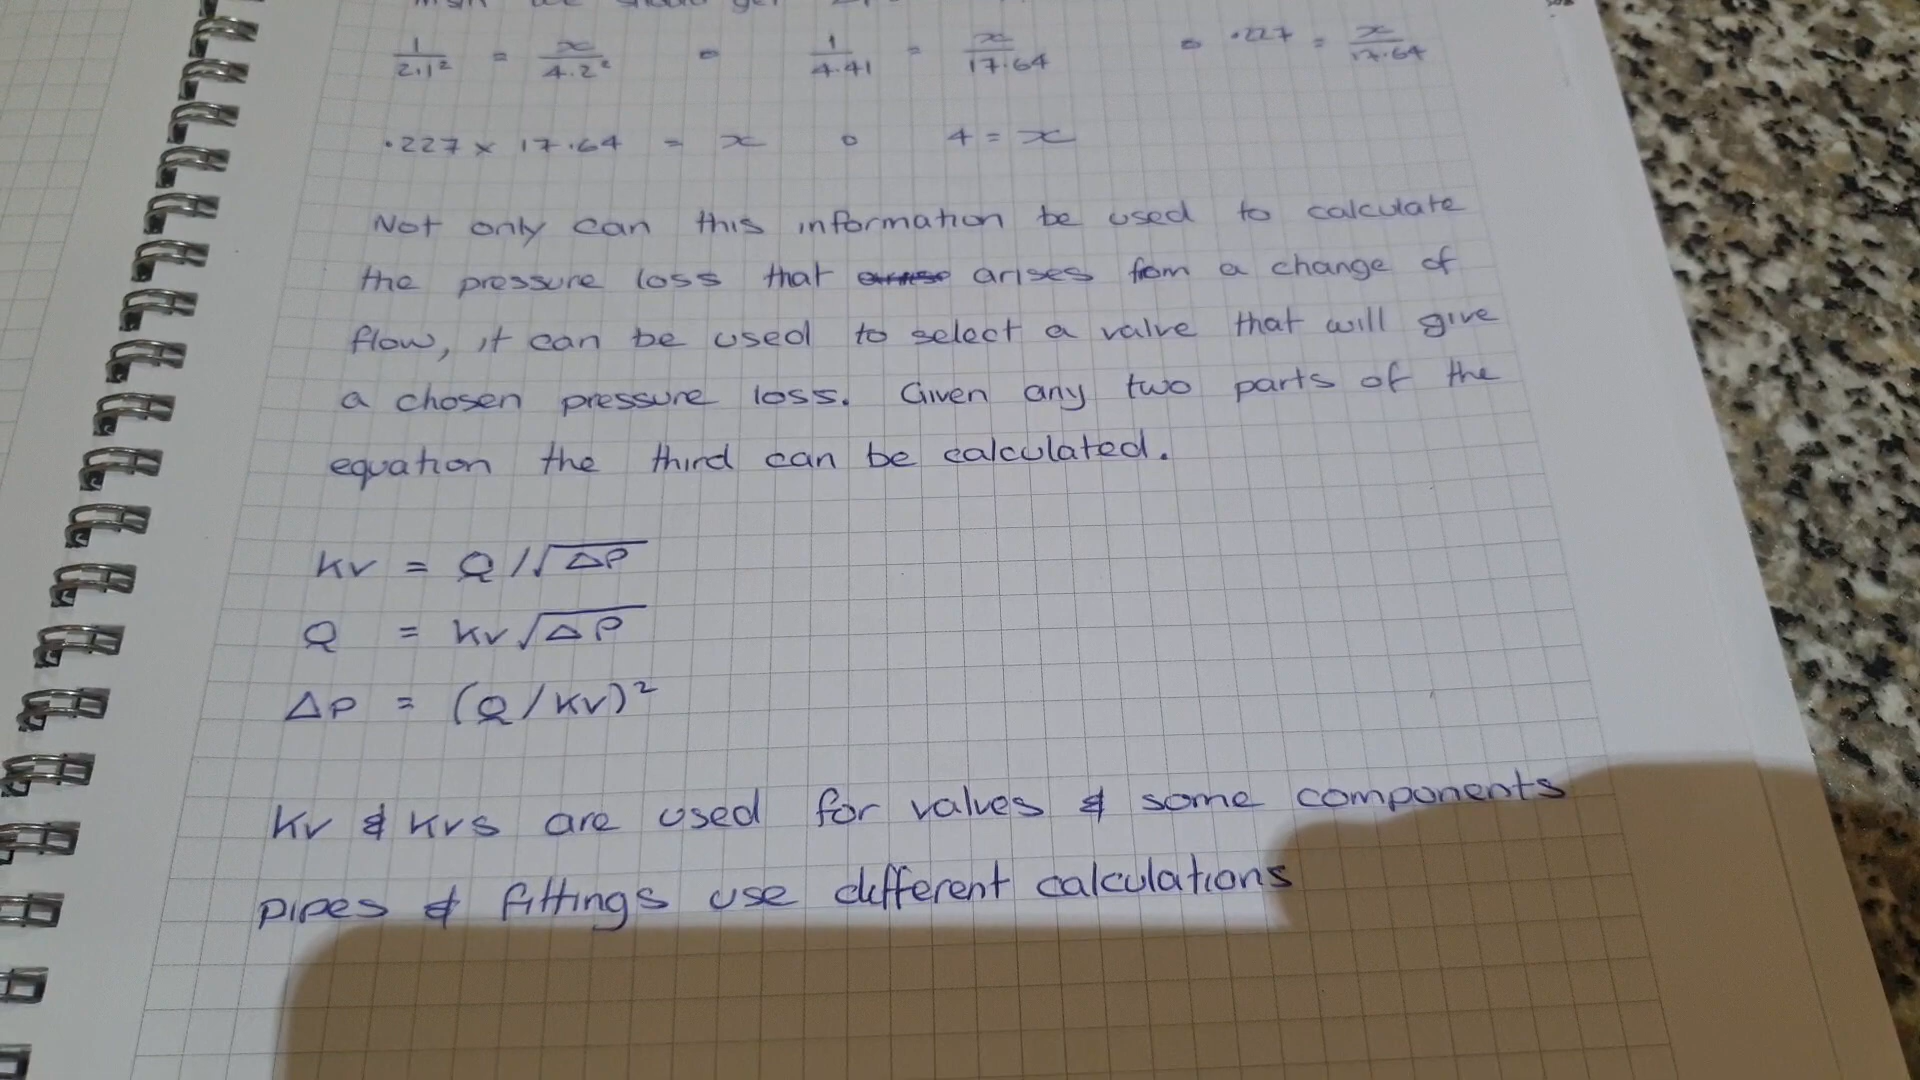 1/2.1² = x/4.2² o 1/4.41 = x/17.64 o .227 = x/17.64
.227 x 17.64 = x o 4 = x
Not only can this information be used to calculate
the pressure loss that arises from a change of
flow, it can be used to select a valve that will give
a chosen pressure loss. Given any two parts of the
equation the third can be calculated.
Kv = Q/√ΔP
Q = Kv√ΔP
ΔP = (Q/Kv)²
Kv & Kvs are used for valves & some components
pipes & fittings use different calculations